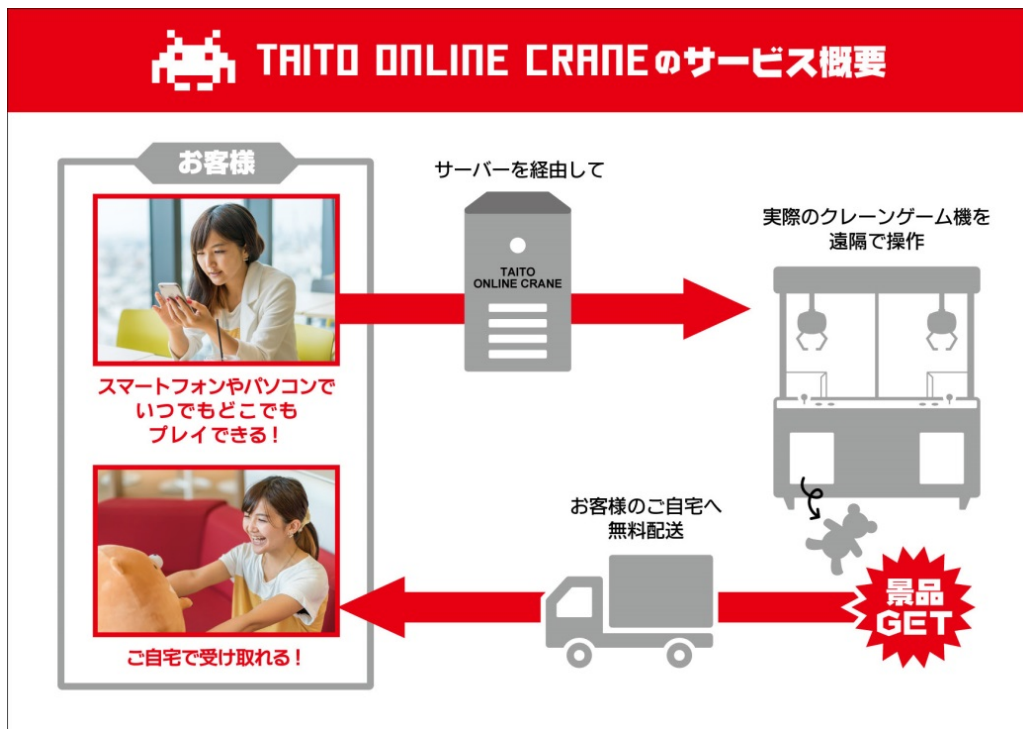 TAITO ONLINE CRANEのサービス概要
お客様
サーバーを経由して
実際のクレーンゲーム機を
遠隔で操作
TAITO
ONLINE CRANE
スマートフォンやパソコンで
いつでもどこでも
プレイできる！
お客様のご自宅へ
無料配送
景品
GET
ご自宅で受け取れる！